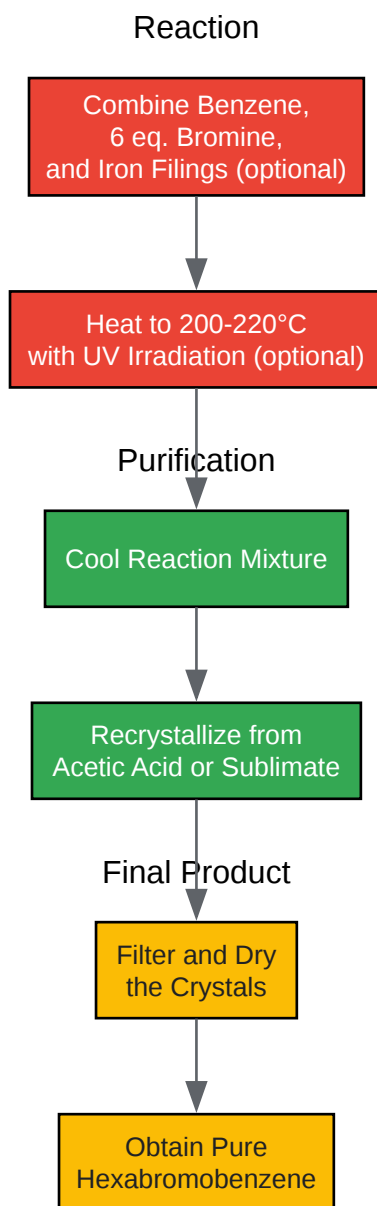 Reaction
Combine Benzene,
6 eq. Bromine,
and Iron Filings (optional)
Heat to 200-220°C
with UV Irradiation (optional)
Purification
Cool Reaction Mixture
Recrystallize from
Acetic Acid or Sublimate
Final Product
Filter and Dry
the Crystals
Obtain Pure
Hexabromobenzene